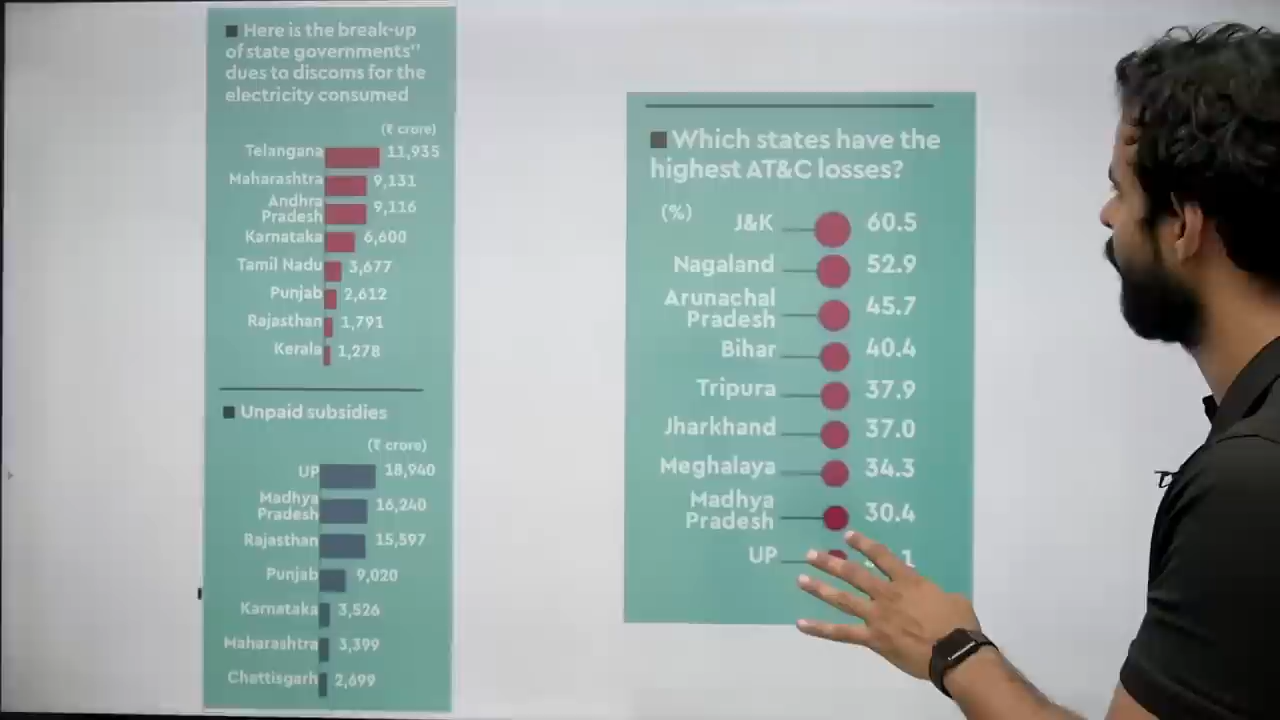 Here is the break-up
of state governments"
dues to discoms for the
electricity consumed
(₹ crore)
Telangana 11,935
Maharashtra 9,131
Andhra
Pradesh 9,116
Karnataka 6,600
Tamil Nadu 3,677
Punjab 2,612
Rajasthan 1,791
Kerala 1,278
Unpaid subsidies
(₹ crore)
UP 18,940
Madhya
Pradesh 16,240
Rajasthan 15,597
Punjab 9,020
Karnataka 3,526
Maharashtra 3,399
Chattisgarh 2,699
Which states have the
highest AT&C losses?
(%)
J&K 60.5
Nagaland 52.9
Arunachal
Pradesh 45.7
Bihar 40.4
Tripura 37.9
Jharkhand 37.0
Meghalaya 34.3
Madhya
Pradesh 30.4
UP